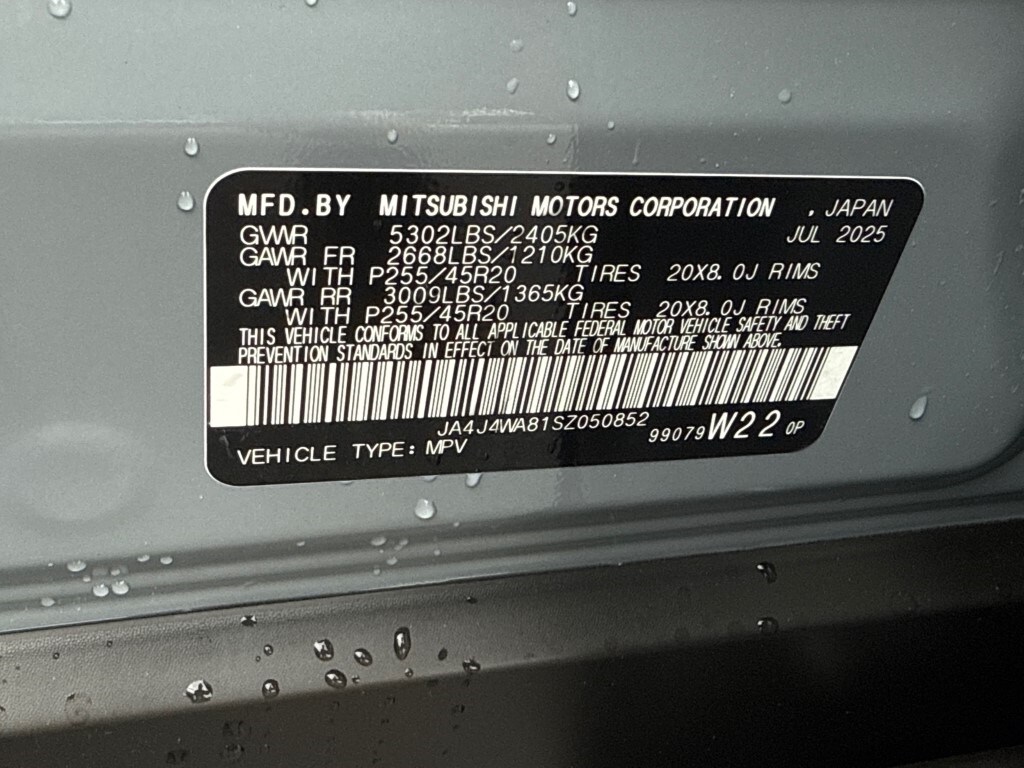 MFD.BY MITSUBISHI MOTORS CORPORATION , JAPAN
GVWR 5302LBS/2405KG JUL 2025
GAWR FR 2668LBS/1210KG
WITH P255/45R20 TIRES 20X8.0J RIMS
GAWR RR 3009LBS/1365KG
WITH P255/45R20 TIRES 20X8.0J RIMS
THIS VEHICLE CONFORMS TO ALL APPLICABLE FEDERAL MOTOR VEHICLE SAFETY AND THEFT
PREVENTION STANDARDS IN EFFECT ON THE DATE OF MANUFACTURE SHOWN ABOVE.
JA4J4WA81SZ050852
VEHICLE TYPE: MPV 99079 W22 0P